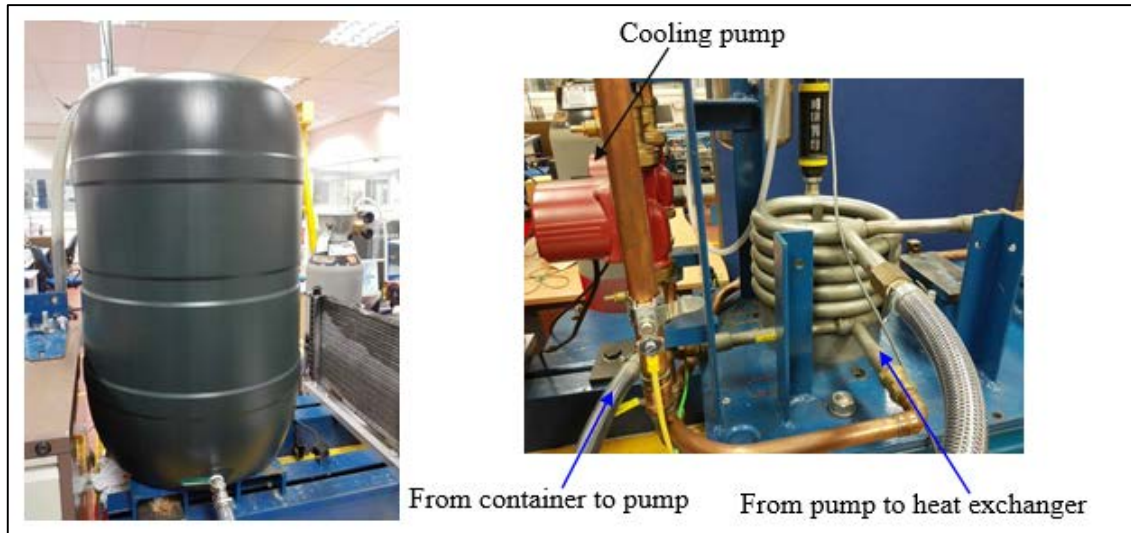 Cooling pump
From container to pump
From pump to heat exchanger